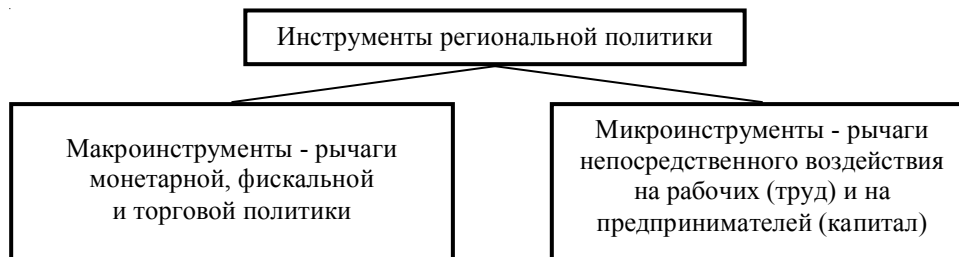 Инструменты региональной политики
Макроинструменты - рычаги
монетарной, фискальной
и торговой политики
Микроинструменты - рычаги
непосредственного воздействия
на рабочих (труд) и на
предпринимателей (капитал)